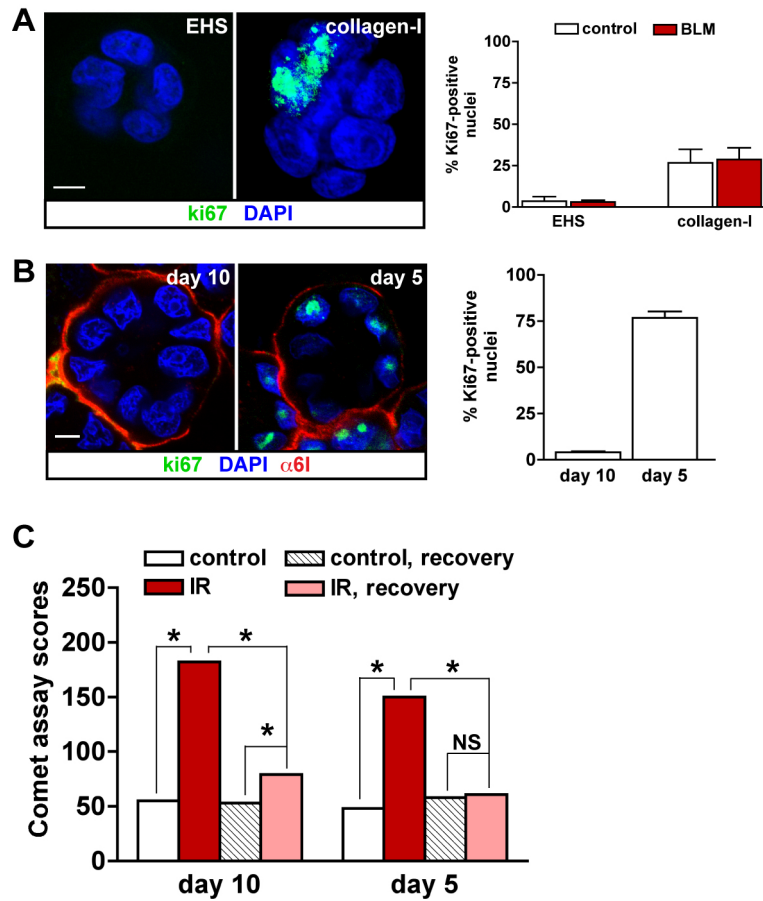 A
EHS
collagen-I
ki67 DAPI
control
BLM
% Ki67-positive
nuclei
100
75
50
25
0
EHS
collagen-I
B
day 10
day 5
ki67 DAPI α6I
% Ki67-positive
nuclei
100
75
50
25
0
day 10
day 5
C
control
control, recovery
IR
IR, recovery
Comet assay scores
250
200
150
100
50
0
*
*
*
*
*
NS
day 10
day 5